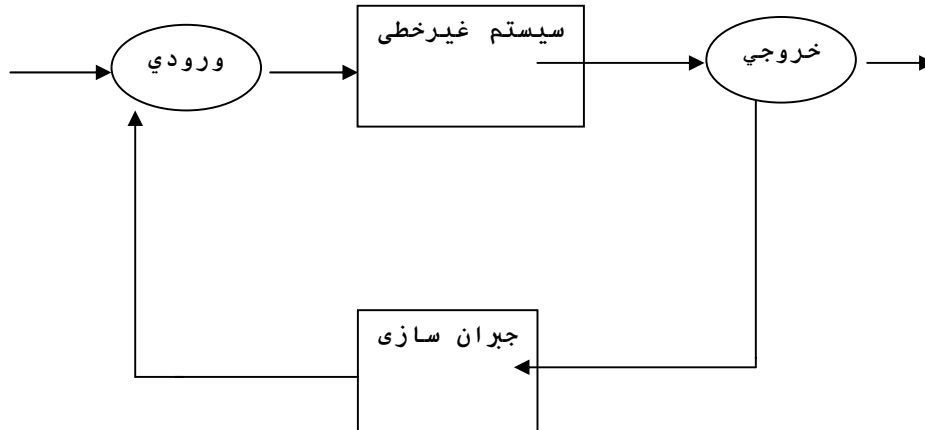 ورودي
سیستم غیرخطی
خروجي
جبران سازی